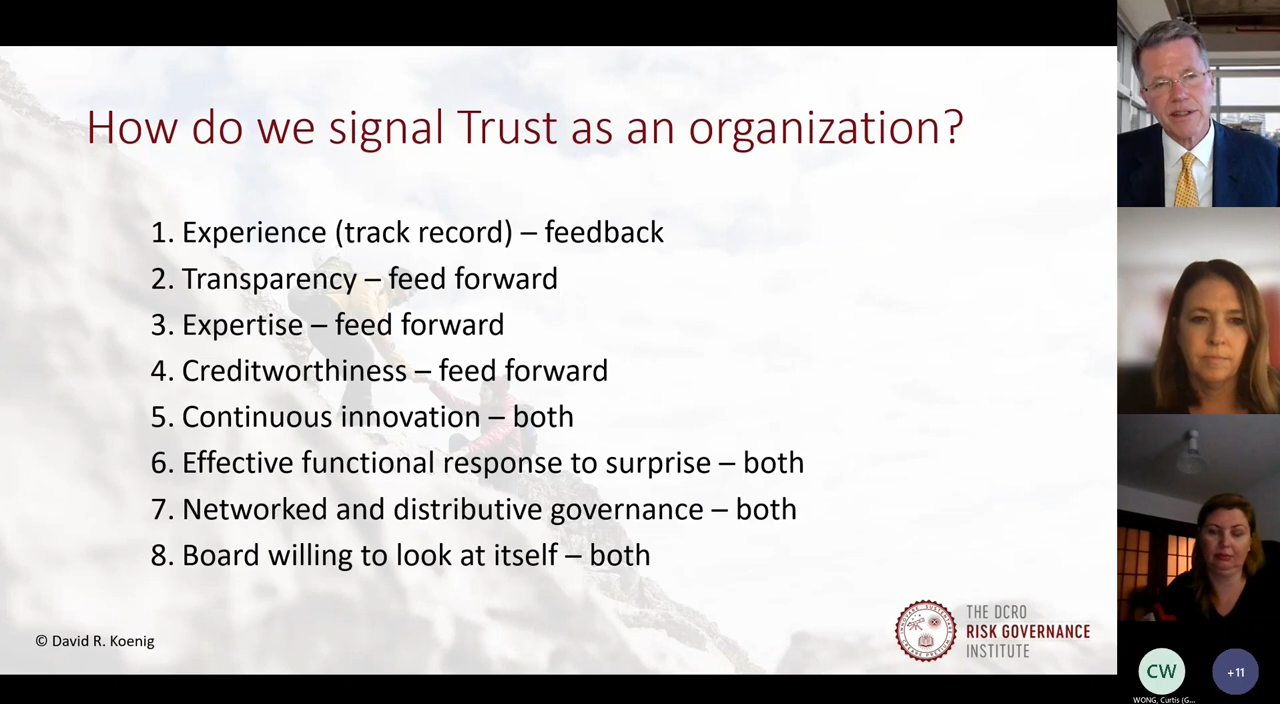 How do we signal Trust as an organization?
1. Experience (track record) – feedback
2. Transparency – feed forward
3. Expertise – feed forward
4. Creditworthiness – feed forward
5. Continuous innovation – both
6. Effective functional response to surprise – both
7. Networked and distributive governance – both
8. Board willing to look at itself – both
© David R. Koenig
THE DCRO
RISK GOVERNANCE
INSTITUTE
CW
+11
WONG, Curtis (G...